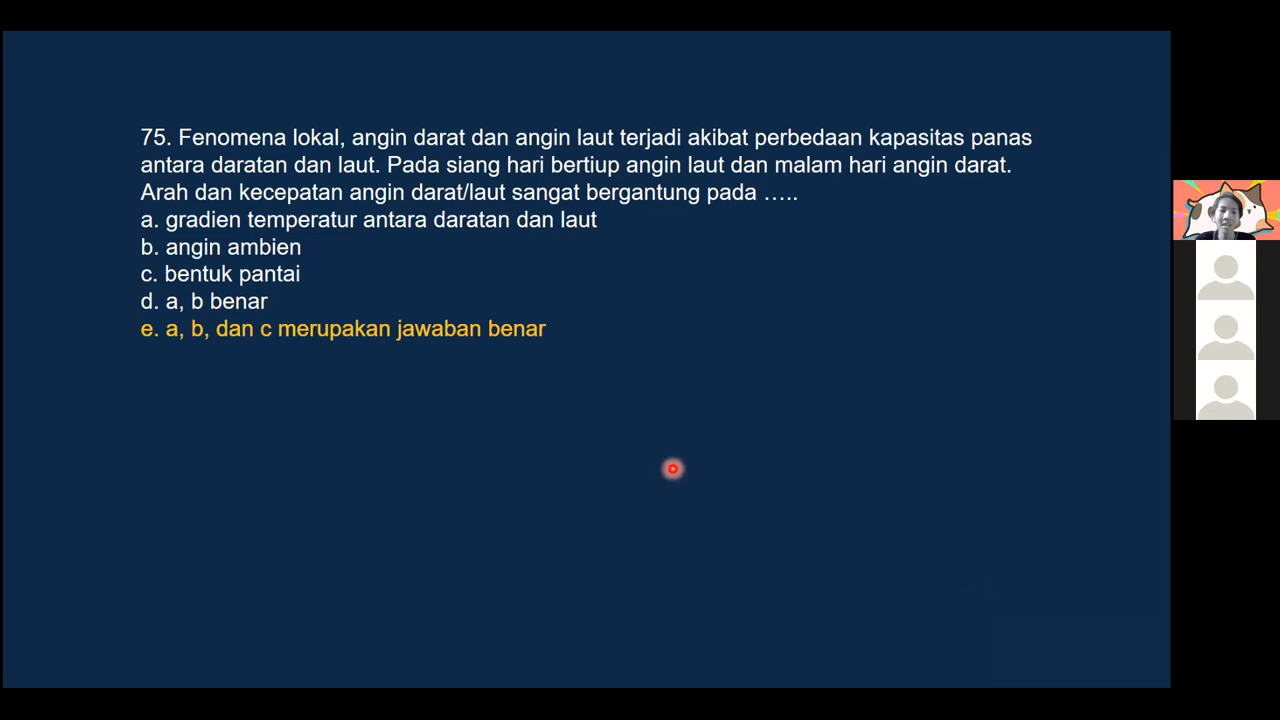 75. Fenomena lokal, angin darat dan angin laut terjadi akibat perbedaan kapasitas panas
antara daratan dan laut. Pada siang hari bertiup angin laut dan malam hari angin darat.
Arah dan kecepatan angin darat/laut sangat bergantung pada …..
a. gradien temperatur antara daratan dan laut
b. angin ambien
c. bentuk pantai
d. a, b benar
e. a, b, dan c merupakan jawaban benar